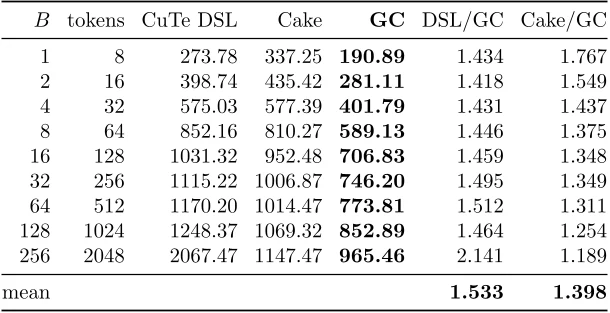 B tokens CuTe DSL Cake GC DSL/GC Cake/GC
1 8 273.78 337.25 190.89 1.434 1.767
2 16 398.74 435.42 281.11 1.418 1.549
4 32 575.03 577.39 401.79 1.431 1.437
8 64 852.16 810.27 589.13 1.446 1.375
16 128 1031.32 952.48 706.83 1.459 1.348
32 256 1115.22 1006.87 746.20 1.495 1.349
64 512 1170.20 1014.47 773.81 1.512 1.311
128 1024 1248.37 1069.32 852.89 1.464 1.254
256 2048 2067.47 1147.47 965.46 2.141 1.189
mean 1.533 1.398